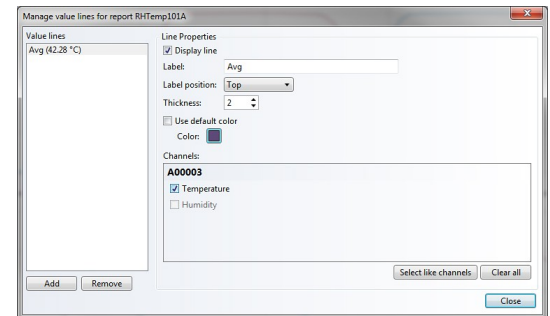 Manage value lines for report RHTemp101A
Value lines
Avg (42.28 °C)
Add
Remove
Line Properties
Display line
Label: Avg
Label position: Top
Thickness: 2
Use default color
Color:
Channels:
A00003
Temperature
Humidity
Select like channels
Clear all
Close